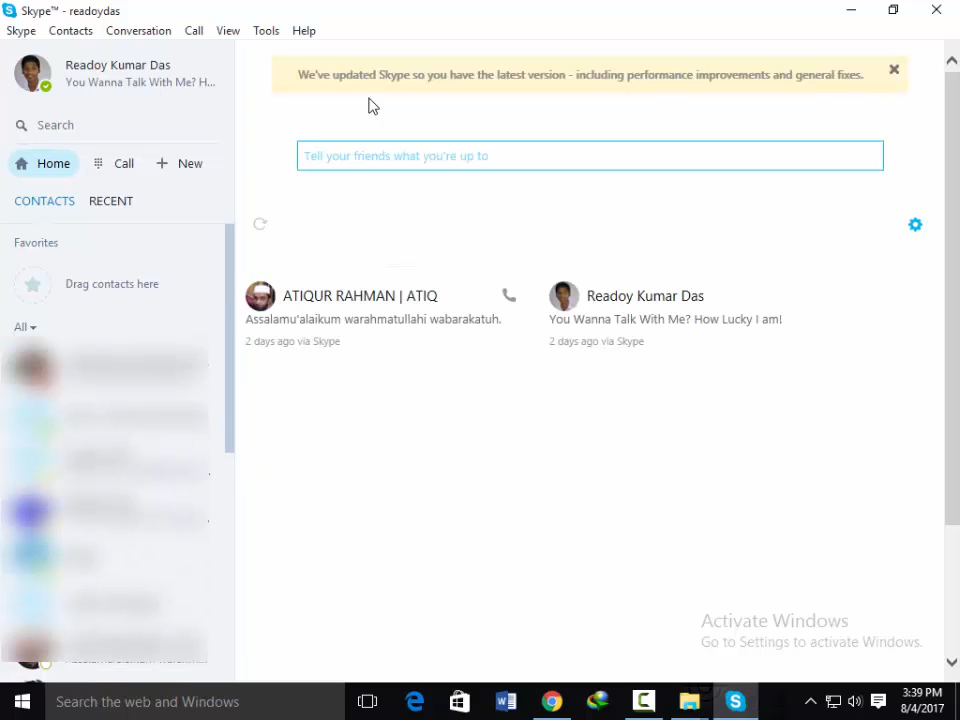 Skype™ - readoydas
Skype Contacts Conversation Call View Tools Help
Readoy Kumar Das
You Wanna Talk With Me? H...
Search
Home Call New
CONTACTS RECENT
Favorites
Drag contacts here
All
We've updated Skype so you have the latest version - including performance improvements and general fixes.
Tell your friends what you're up to
ATIQUR RAHMAN | ATIQ
Assalamu'alaikum warahmatullahi wabarakatuh.
2 days ago via Skype
Readoy Kumar Das
You Wanna Talk With Me? How Lucky I am!
2 days ago via Skype
Activate Windows
Go to Settings to activate Windows.
Search the web and Windows
3:39 PM
8/4/2017